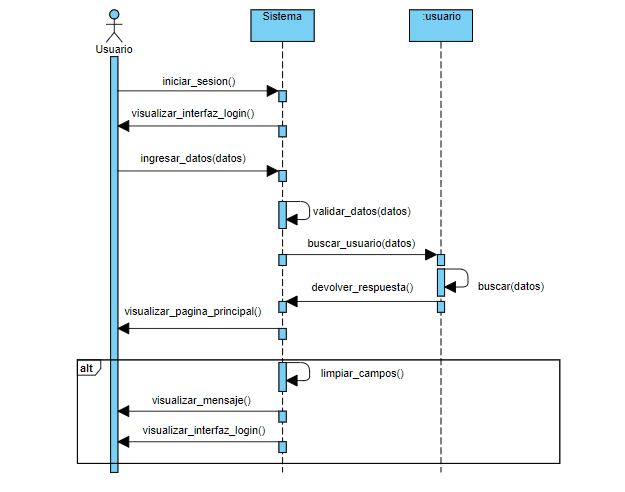 Sistema
:usuario
Usuario
iniciar_sesion()
visualizar_interfaz_login()
ingresar_datos(datos)
validar_datos(datos)
buscar_usuario(datos)
buscar(datos)
devolver_respuesta()
visualizar_pagina_principal()
alt
limpiar_campos()
visualizar_mensaje()
visualizar_interfaz_login()